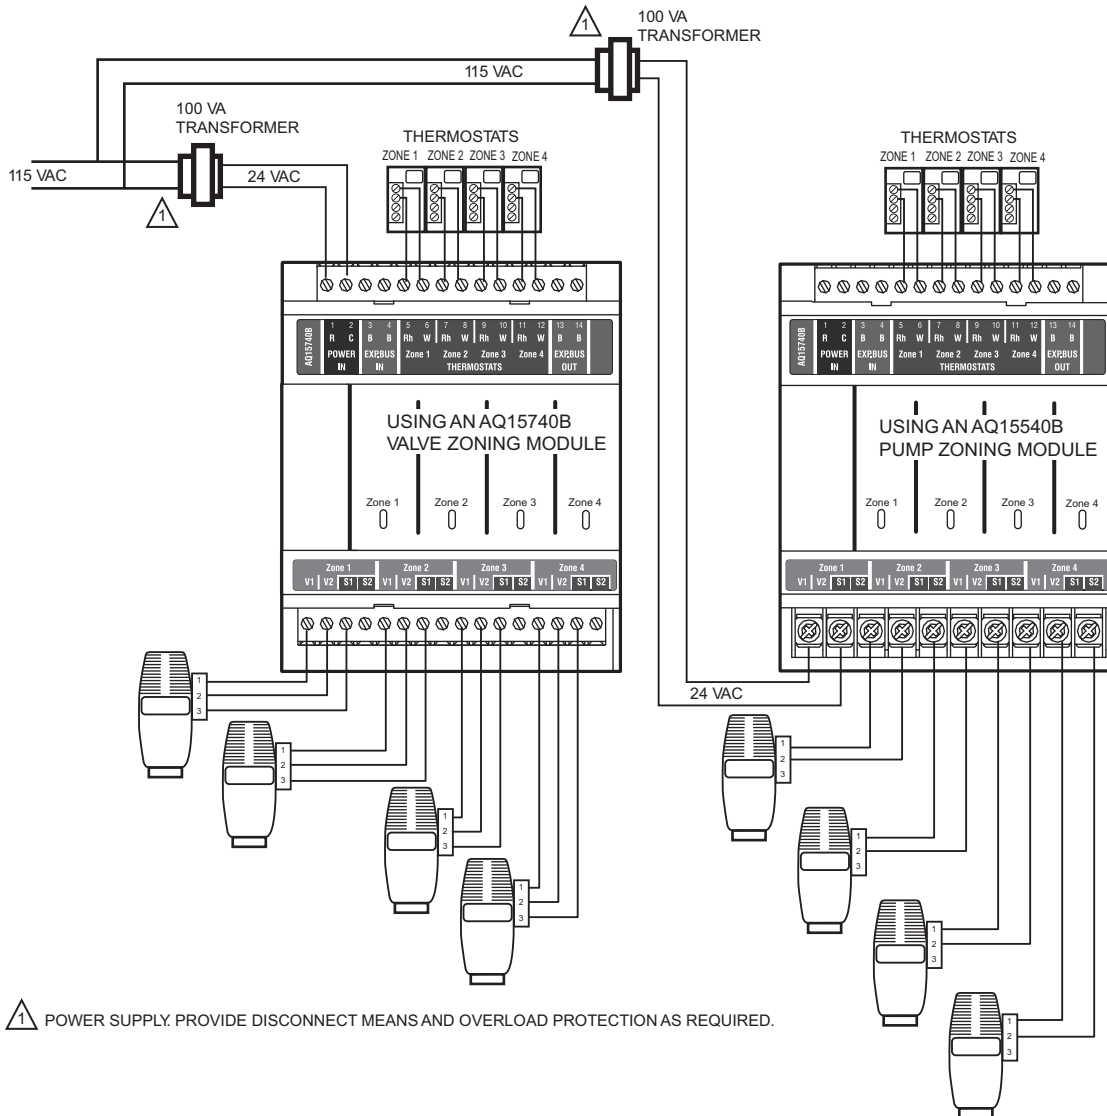 1
100 VA
TRANSFORMER
115 VAC
100 VA
TRANSFORMER
115 VAC
24 VAC
1
THERMOSTATS
ZONE 1 ZONE 2 ZONE 3 ZONE 4
THERMOSTATS
ZONE 1 ZONE 2 ZONE 3 ZONE 4
AQ15740B
1 2 3 4 5 6 7 8 9 10 11 12 13 14
R C B B Rh W Rh W Rh W Rh W B B
POWER EXP.BUS Zone 1 Zone 2 Zone 3 Zone 4 EXP.BUS
IN IN THERMOSTATS OUT
USING AN AQ15740B
VALVE ZONING MODULE
Zone 1 Zone 2 Zone 3 Zone 4
Zone 1 Zone 2 Zone 3 Zone 4
V1 V2 S1 S2 V1 V2 S1 S2 V1 V2 S1 S2 V1 V2 S1 S2
AQ15740B
1 2 3 4 5 6 7 8 9 10 11 12 13 14
R C B B Rh W Rh W Rh W Rh W B B
POWER EXP.BUS Zone 1 Zone 2 Zone 3 Zone 4 EXP.BUS
IN IN THERMOSTATS OUT
USING AN AQ15540B
PUMP ZONING MODULE
Zone 1 Zone 2 Zone 3 Zone 4
Zone 1 Zone 2 Zone 3 Zone 4
V1 V2 S1 S2 V1 V2 S1 S2 V1 V2 S1 S2 V1 V2 S1 S2
24 VAC
1
2
3
1
2
3
1
2
3
1
2
3
1
2
3
1
2
3
1
2
3
1
2
3
1 POWER SUPPLY. PROVIDE DISCONNECT MEANS AND OVERLOAD PROTECTION AS REQUIRED.